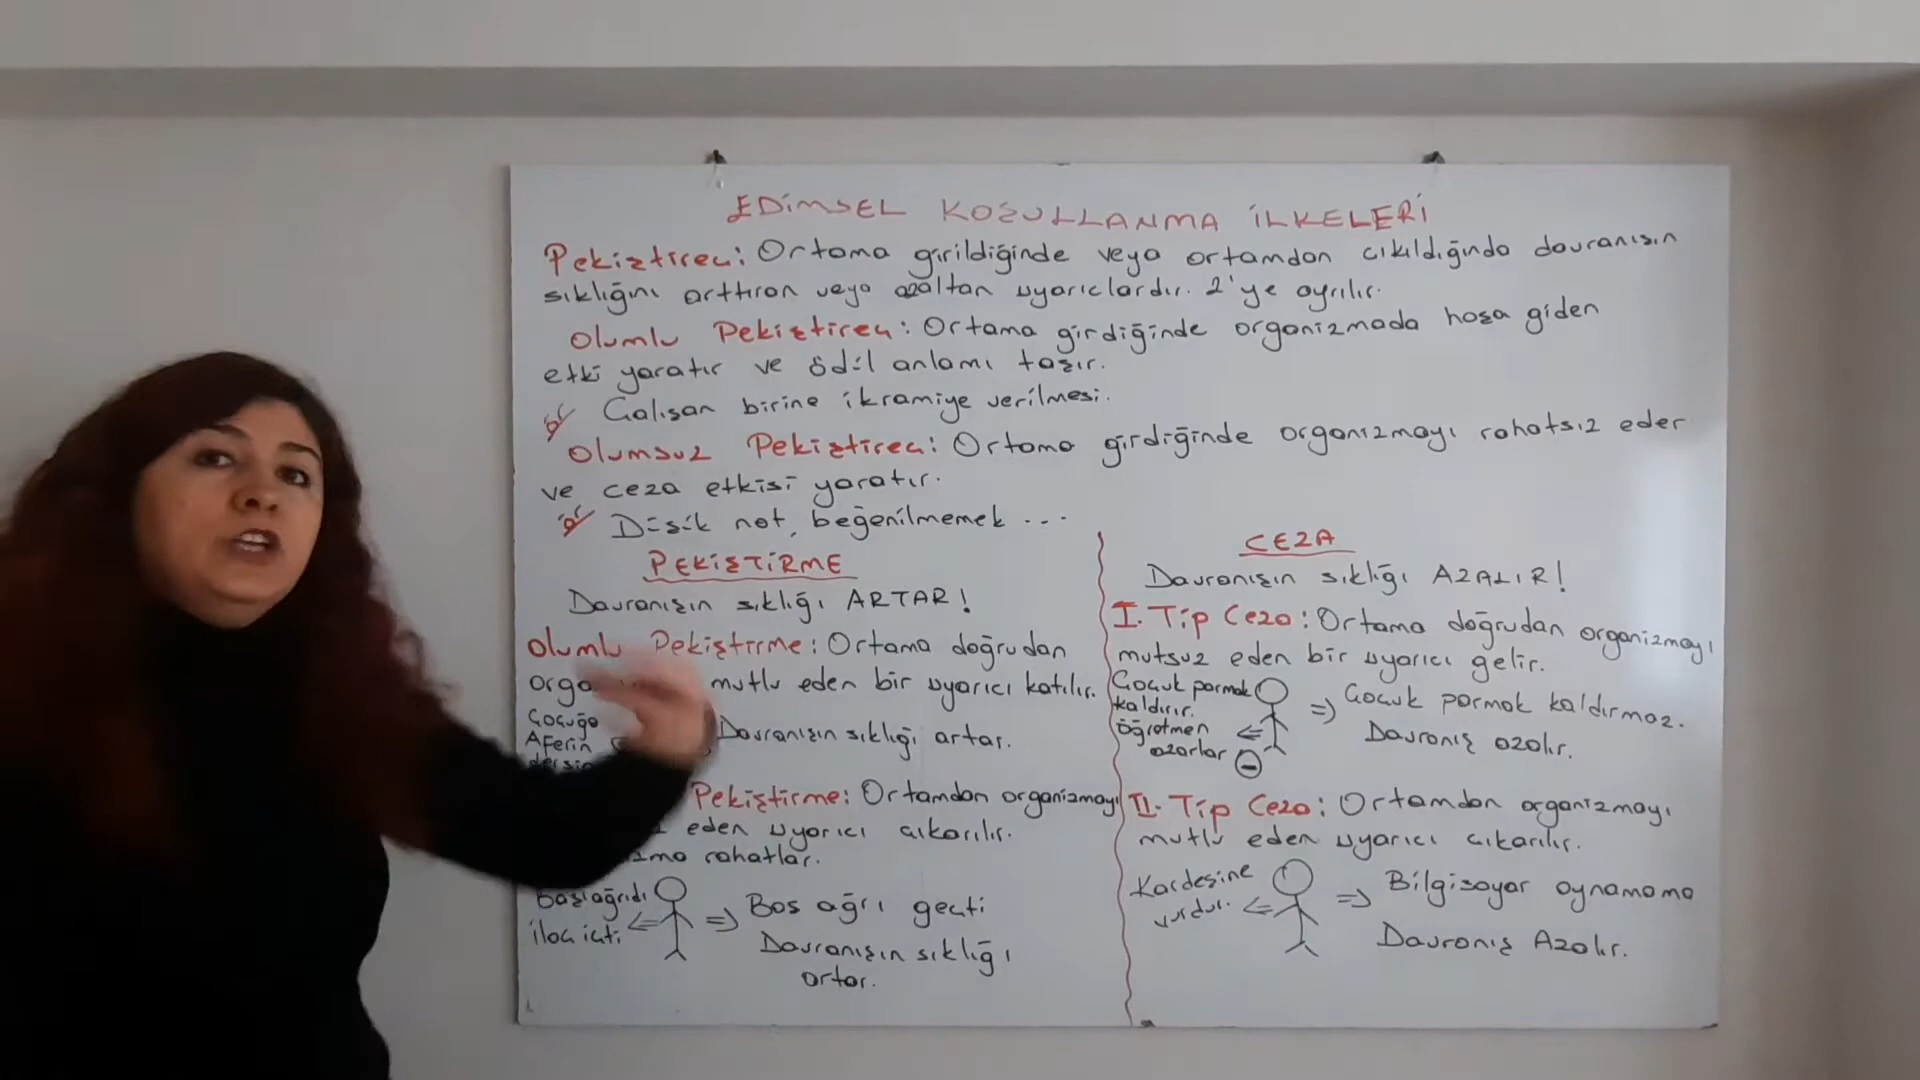 EDİMSEL KOŞULLANMA İLKELERİ
Pekiştireç: Ortama girildiğinde veya ortamdan çıkıldığında davranışın
sıklığını arttıran veya azaltan uyarıclardır. 2'ye ayrılır.
Olumlu Pekiştireç: Ortama girdiğinde organizmada hoşa giden
etki yaratır ve ödül anlamı taşır.
Çalışan birine ikramiye verilmesi.
Olumsuz Pekiştireç: Ortama girdiğinde organizmayı rahatsız eder
ve ceza etkisi yaratır.
Düşük not, beğenilmemek ...
PEKİŞTİRME
Davranışın sıklığı ARTAR!
Olumlu Pekiştirme: Ortama doğrudan
mutlu eden bir uyarıcı katılır.
Çocuğa
Aferin
Davranışın sıklığı artar.
Pekiştirme: Ortamdan organizmayı
eden uyarıcı çıkarılır.
rahatlar.
Başı ağrıdı
ilaç içti
=> Baş ağrı geçti
Davranışın sıklığı
artar.
CEZA
Davranışın sıklığı AZALIR!
I. Tip Ceza: Ortama doğrudan organizmayı
mutsuz eden bir uyarıcı gelir.
Çocuk parmak
kaldırır.
Öğretmen
azarlar
=> Çocuk parmak kaldırmaz.
Davranış azalır.
II. Tip Ceza: Ortamdan organizmayı
mutlu eden uyarıcı çıkarılır.
Kardeşine
vurdu.
=> Bilgisayar oynamama
Davranış Azalır.